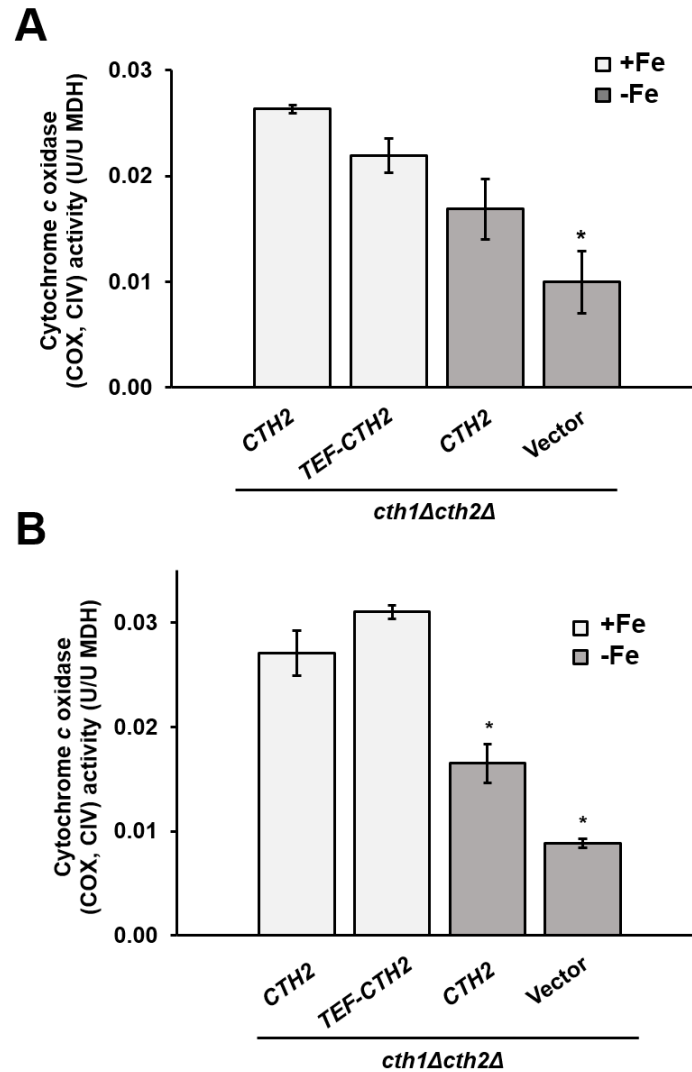 A
+Fe
-Fe
Cytochrome c oxidase
(COX, CIV) activity (U/U MDH)
0.03
0.02
0.01
0.00
*
CTH2
TEF-CTH2
CTH2
Vector
cth1Δcth2Δ
B
+Fe
-Fe
Cytochrome c oxidase
(COX, CIV) activity (U/U MDH)
0.03
0.02
0.01
0.00
*
*
CTH2
TEF-CTH2
CTH2
Vector
cth1Δcth2Δ